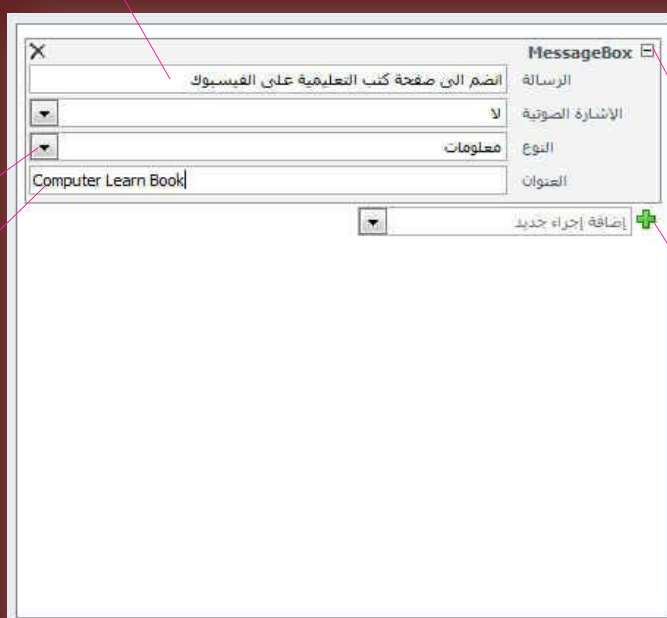 MessageBox
الرسالة انضم الى صفحة كتب التعليمية على الفيسبوك
الإشارة الصوتية لا
النوع معلومات
العنوان Computer Learn Book
إضافة إجراء جديد